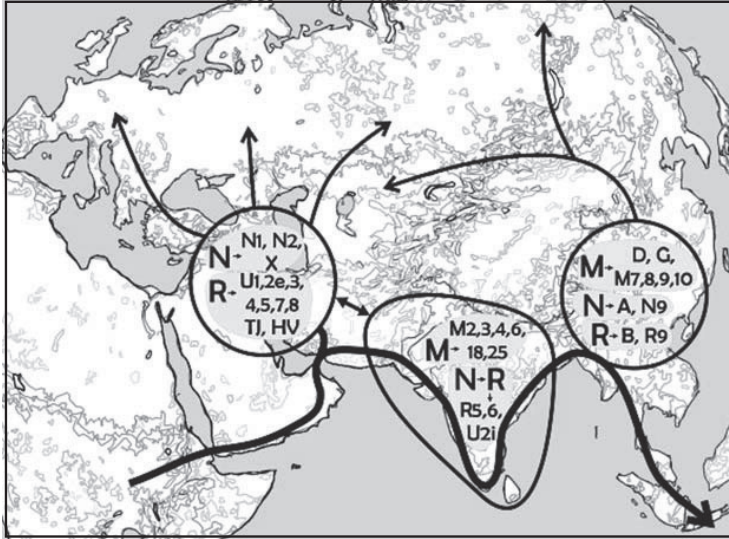 N→ N1, N2,
X
R→ U1,2e,3,
4,5,7,8
TJ, HV
M→ M2,3,4,6,
18,25
N→R
↓
R5,6,
U2i
M→ D, G,
M7,8,9,10
N→A, N9
R→B, R9